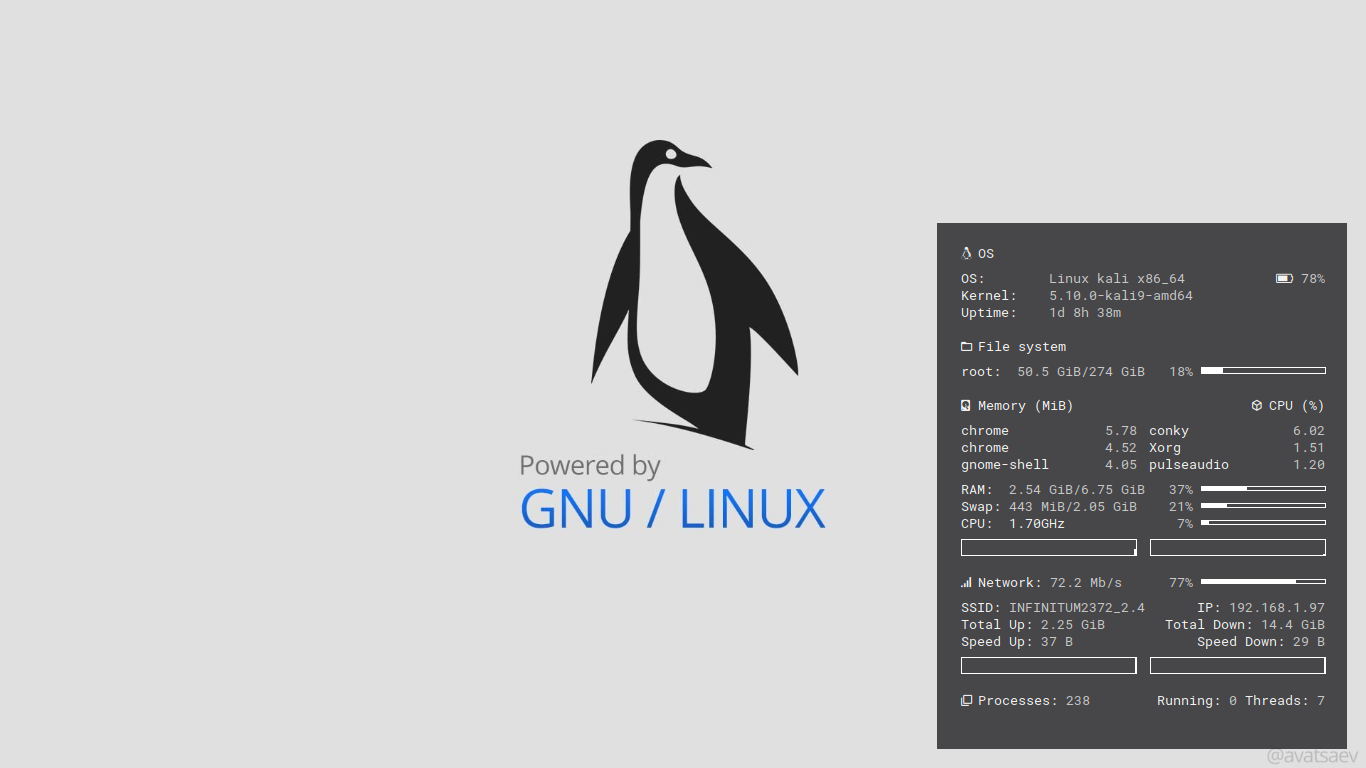 Powered by
GNU / LINUX
OS
OS: Linux kali x86_64 78%
Kernel: 5.10.0-kali9-amd64
Uptime: 1d 8h 38m
File system
root: 50.5 GiB/274 GiB 18%
Memory (MiB) CPU (%)
chrome 5.78 conky 6.02
chrome 4.52 Xorg 1.51
gnome-shell 4.05 pulseaudio 1.20
RAM: 2.54 GiB/6.75 GiB 37%
Swap: 443 MiB/2.05 GiB 21%
CPU: 1.70GHz 7%
Network: 72.2 Mb/s 77%
SSID: INFINITUM2372_2.4 IP: 192.168.1.97
Total Up: 2.25 GiB Total Down: 14.4 GiB
Speed Up: 37 B Speed Down: 29 B
Processes: 238 Running: 0 Threads: 7
@avatsaev